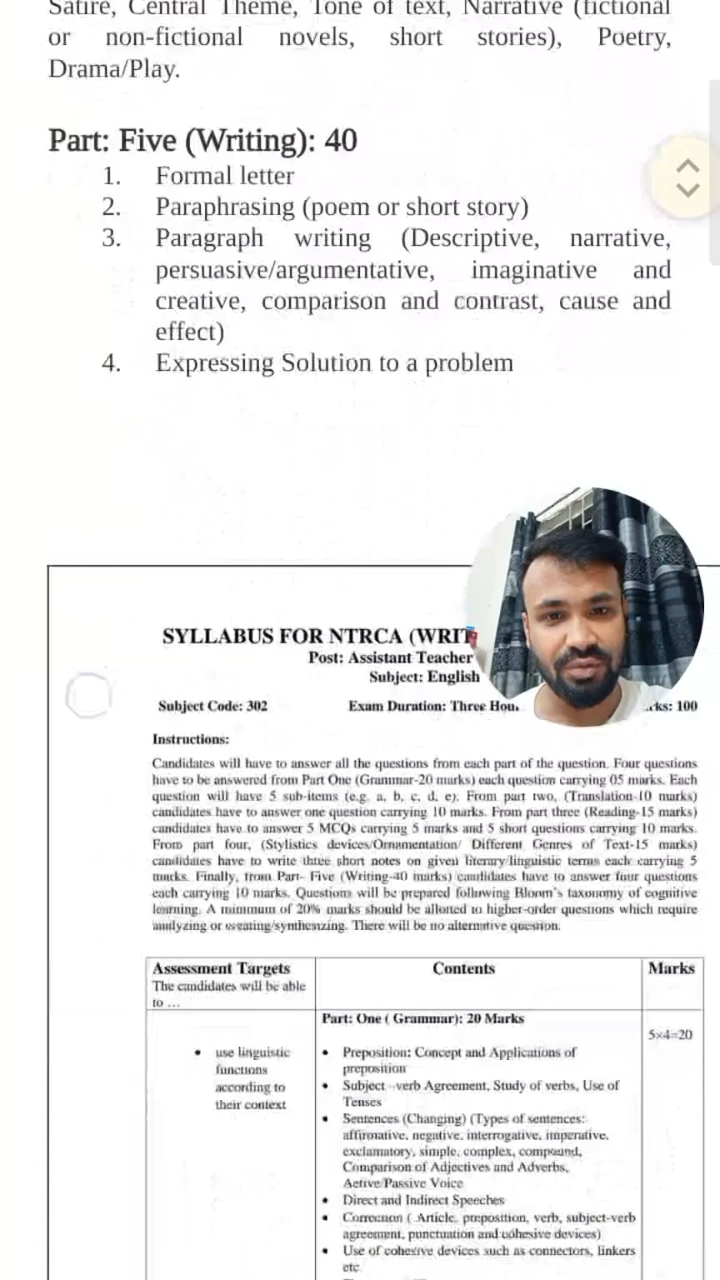 Satire, Central Theme, Tone of text, Narrative (fictional
or non-fictional novels, short stories), Poetry,
Drama/Play.
Part: Five (Writing): 40
1. Formal letter
2. Paraphrasing (poem or short story)
3. Paragraph writing (Descriptive, narrative,
persuasive/argumentative, imaginative and
creative, comparison and contrast, cause and
effect)
4. Expressing Solution to a problem
SYLLABUS FOR NTRCA (WRIT
Post: Assistant Teacher
Subject: English
Subject Code: 302 Exam Duration: Three Hou ks: 100
Instructions:
Candidates will have to answer all the questions from each part of the question. Four questions
have to be answered from Part One (Grammar-20 marks) each question carrying 05 marks. Each
question will have 5 sub-items (e.g. a, b, c, d, e). From part two, (Translation-10 marks)
candidates have to answer one question carrying 10 marks. From part three (Reading-15 marks)
candidates have to answer 5 MCQs carrying 5 marks and 5 short questions carrying 10 marks.
From part four, (Stylistics devices/Ornamentation/ Different Genres of Text-15 marks)
candidates have to write three short notes on given literary/linguistic terms each carrying 5
marks. Finally, from Part- Five (Writing-40 marks) candidates have to answer four questions
each carrying 10 marks. Questions will be prepared following Bloom's taxonomy of cognitive
learning. A minimum of 20% marks should be allotted to higher-order questions which require
analyzing or creating/synthesizing. There will be no alternative question.
Assessment Targets Contents Marks
The candidates will be able
to ...
Part: One ( Grammar): 20 Marks
5×4=20
• use linguistic
functions
according to
their context
• Preposition: Concept and Applications of
preposition
• Subject -verb Agreement, Study of verbs, Use of
Tenses
• Sentences (Changing) (Types of sentences:
affirmative, negative, interrogative, imperative,
exclamatory, simple, complex, compound,
Comparison of Adjectives and Adverbs,
Active/Passive Voice
• Direct and Indirect Speeches
• Correction ( Article, preposition, verb, subject-verb
agreement, punctuation and cohesive devices)
• Use of cohesive devices such as connectors, linkers
etc